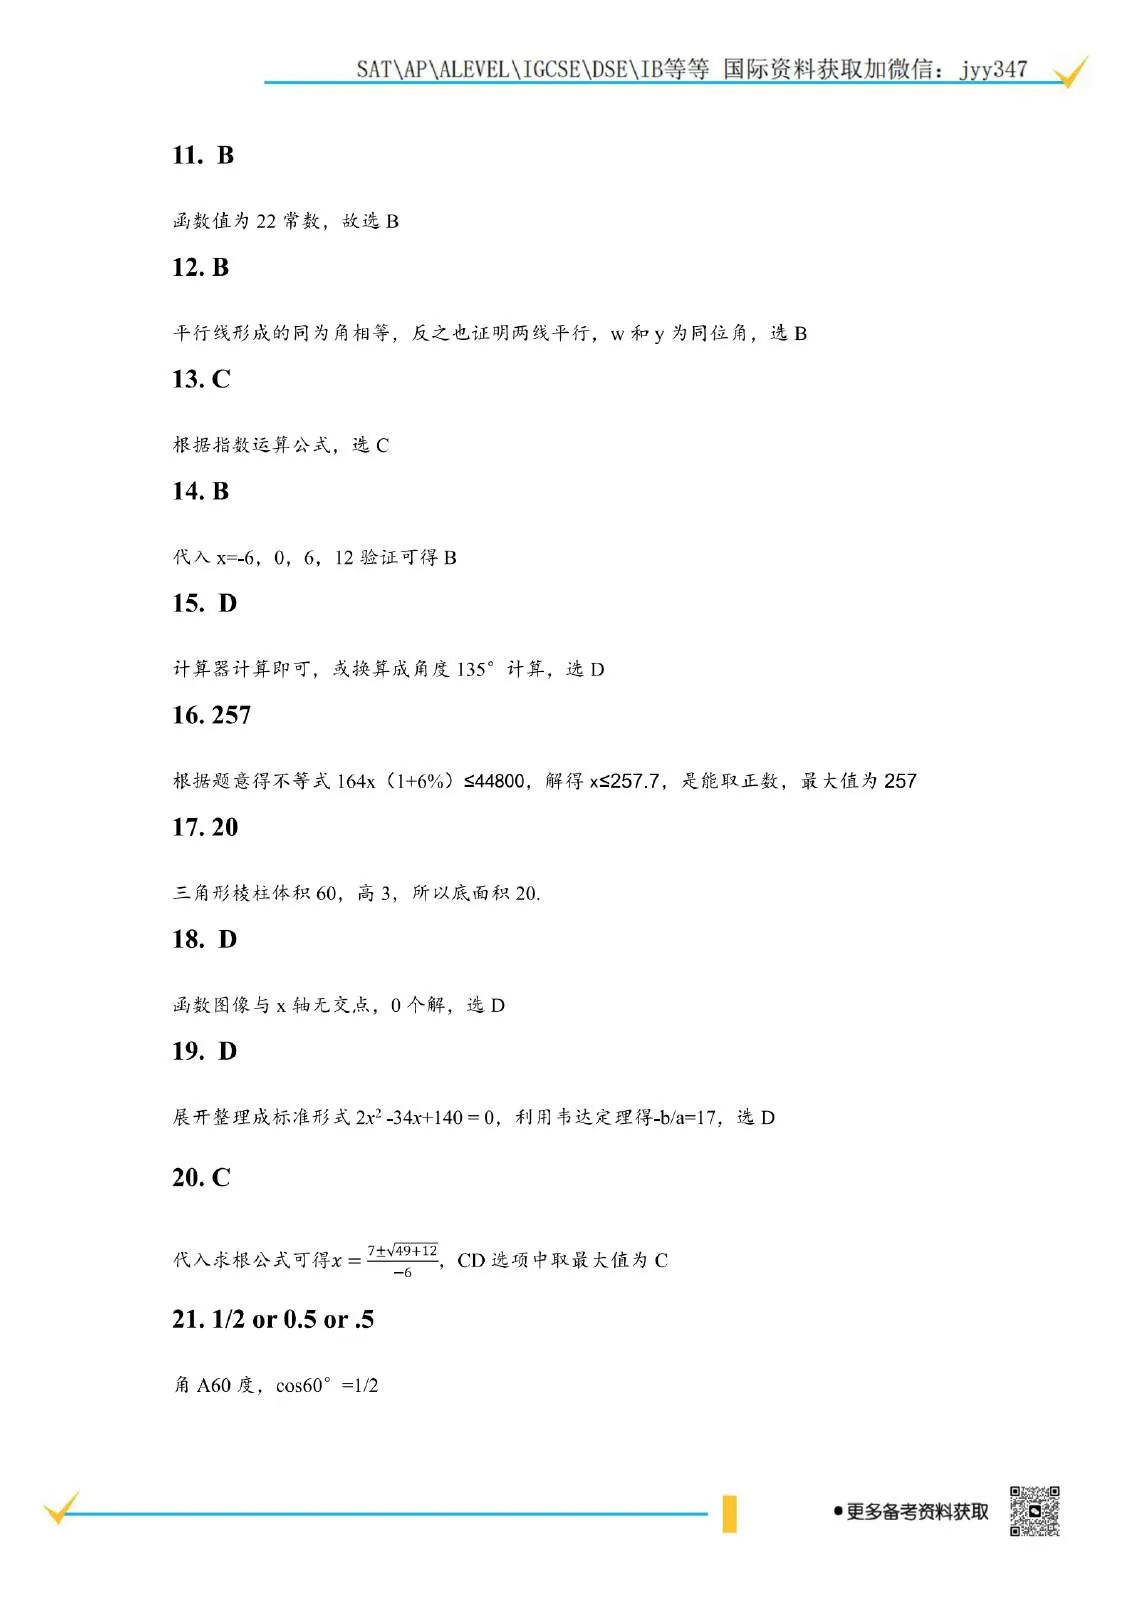 SAT\AP\ALEVEL\IGCSE\DSE\IB等等 国际资料获取加微信：jyy347
11. B
函数值为 22 常数，故选 B
12. B
平行线形成的同为角相等，反之也证明两线平行，w 和 y 为同位角，选 B
13. C
根据指数运算公式，选 C
14. B
代入 x=-6，0，6，12 验证可得 B
15. D
计算器计算即可，或换算成角度 135°计算，选 D
16. 257
根据题意得不等式 164x（1+6%）≤44800，解得 x≤257.7，是能取正数，最大值为 257
17. 20
三角形棱柱体积 60，高 3，所以底面积 20.
18. D
函数图像与 x 轴无交点，0 个解，选 D
19. D
展开整理成标准形式 2x² -34x+140 = 0，利用韦达定理得-b/a=17，选 D
20. C
代入求根公式可得x = (7±√(49+12))/(−6)，CD 选项中取最大值为 C
21. 1/2 or 0.5 or .5
角 A60 度，cos60°=1/2
•更多备考资料获取